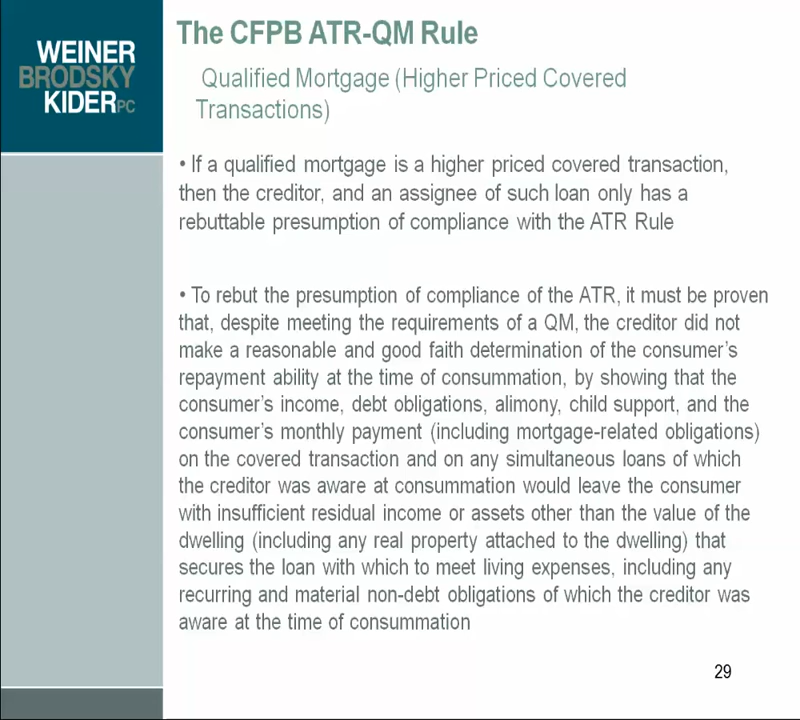 WEINER
BRODSKY
KIDER PC
The CFPB ATR-QM Rule
Qualified Mortgage (Higher Priced Covered
Transactions)
• If a qualified mortgage is a higher priced covered transaction,
then the creditor, and an assignee of such loan only has a
rebuttable presumption of compliance with the ATR Rule
• To rebut the presumption of compliance of the ATR, it must be proven
that, despite meeting the requirements of a QM, the creditor did not
make a reasonable and good faith determination of the consumer's
repayment ability at the time of consummation, by showing that the
consumer's income, debt obligations, alimony, child support, and the
consumer's monthly payment (including mortgage-related obligations)
on the covered transaction and on any simultaneous loans of which
the creditor was aware at consummation would leave the consumer
with insufficient residual income or assets other than the value of the
dwelling (including any real property attached to the dwelling) that
secures the loan with which to meet living expenses, including any
recurring and material non-debt obligations of which the creditor was
aware at the time of consummation
29